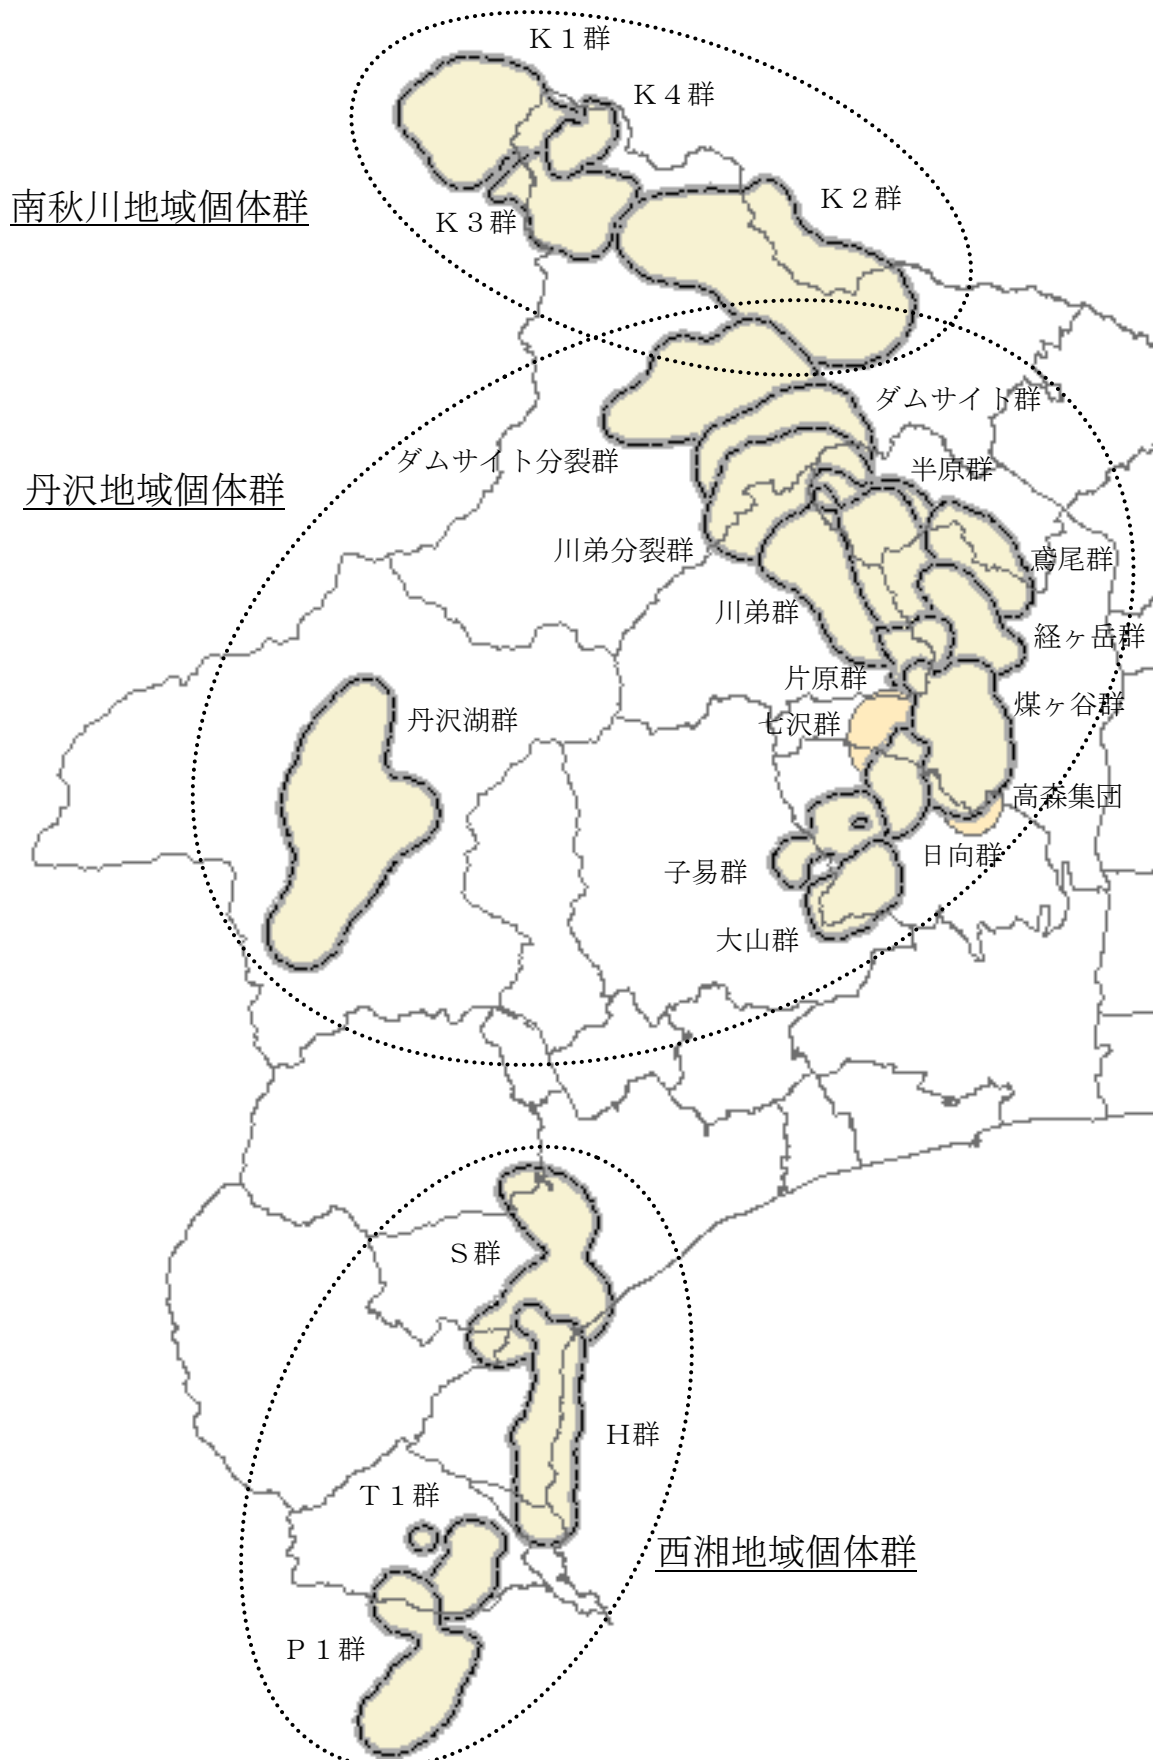 Ｋ１群
Ｋ４群
南秋川地域個体群
Ｋ３群
Ｋ２群
ダムサイト群
ダムサイト分裂群
半原群
丹沢地域個体群
川弟分裂群
鳶尾群
川弟群
経ヶ岳群
片原群
煤ヶ谷群
丹沢湖群
七沢群
高森集団
日向群
子易群
大山群
Ｓ群
Ｈ群
Ｔ１群
西湘地域個体群
Ｐ１群